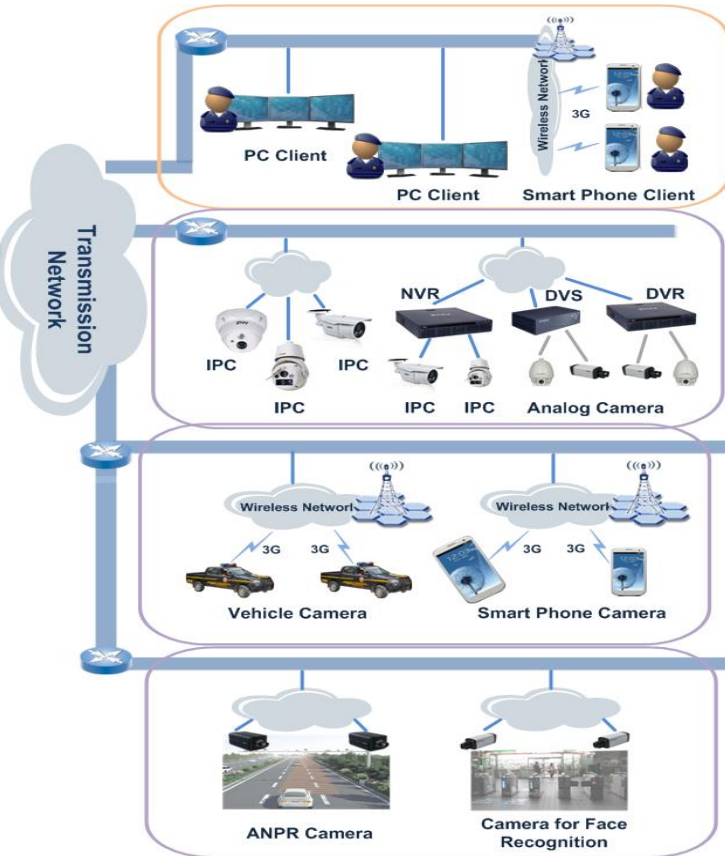 PC Client
PC Client
Wireless Network
3G
Smart Phone Client
Transmission
Network
NVR
DVS
DVR
IPC
IPC
IPC
IPC
IPC
Analog Camera
Wireless Network
3G
3G
Vehicle Camera
Wireless Network
3G
3G
Smart Phone Camera
ANPR Camera
Camera for Face
Recognition